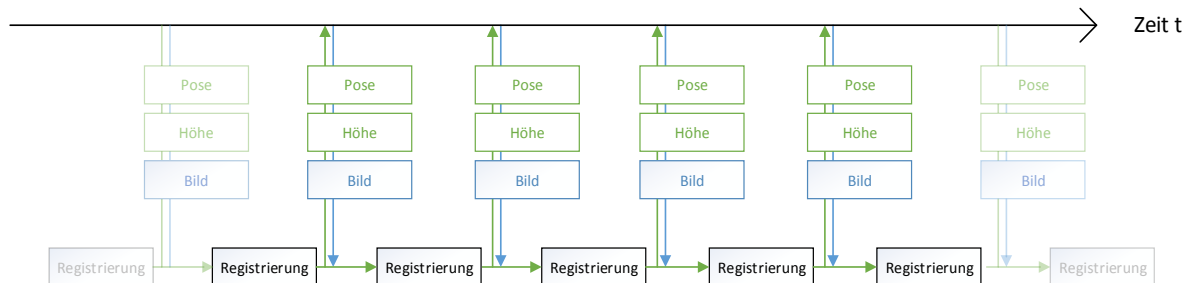 Zeit t
Pose Pose Pose Pose Pose Pose
Höhe Höhe Höhe Höhe Höhe Höhe
Bild Bild Bild Bild Bild Bild
Registrierung Registrierung Registrierung Registrierung Registrierung Registrierung Registrierung